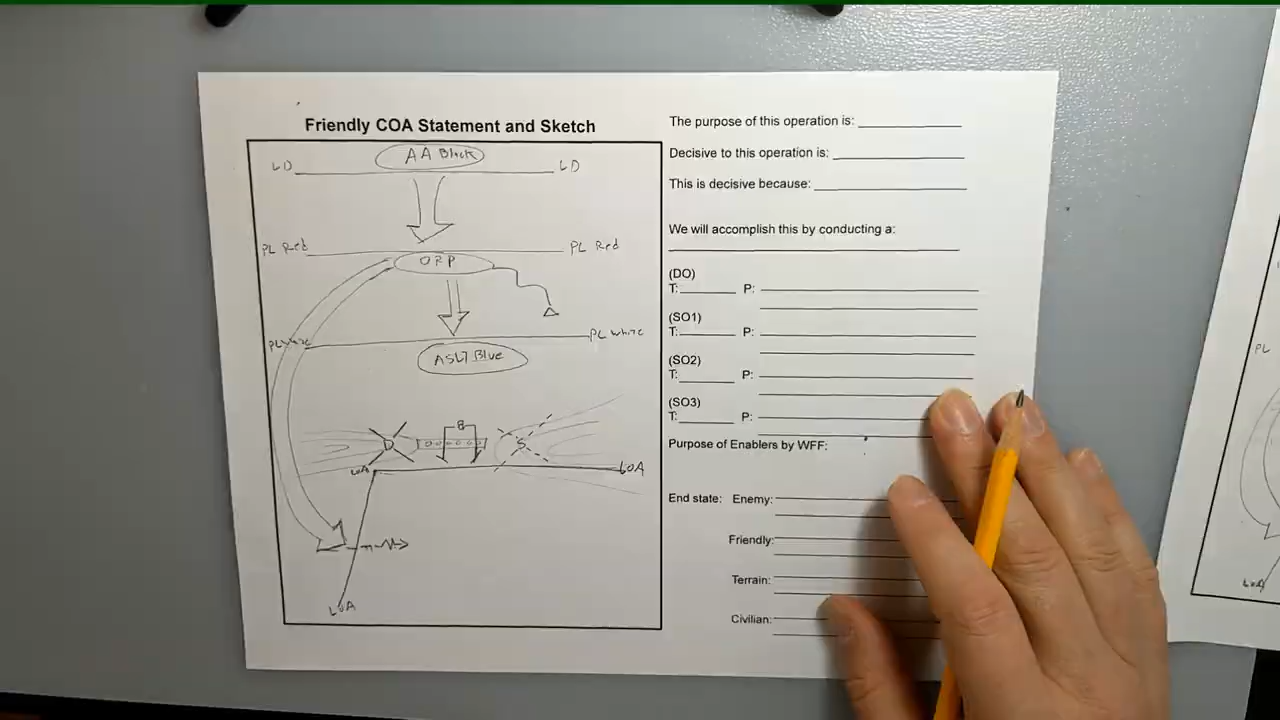 Friendly COA Statement and Sketch
LD AA Black LD
PL Red PL Red
ORP
PL White PL White
ASLT Blue
D B S
LOA LOA
LOA
The purpose of this operation is:
Decisive to this operation is:
This is decisive because:
We will accomplish this by conducting a:
(DO)
T: P:
(SO1)
T: P:
(SO2)
T: P:
(SO3)
T: P:
Purpose of Enablers by WFF:
End state: Enemy:
Friendly:
Terrain:
Civilian:
PL
LOA